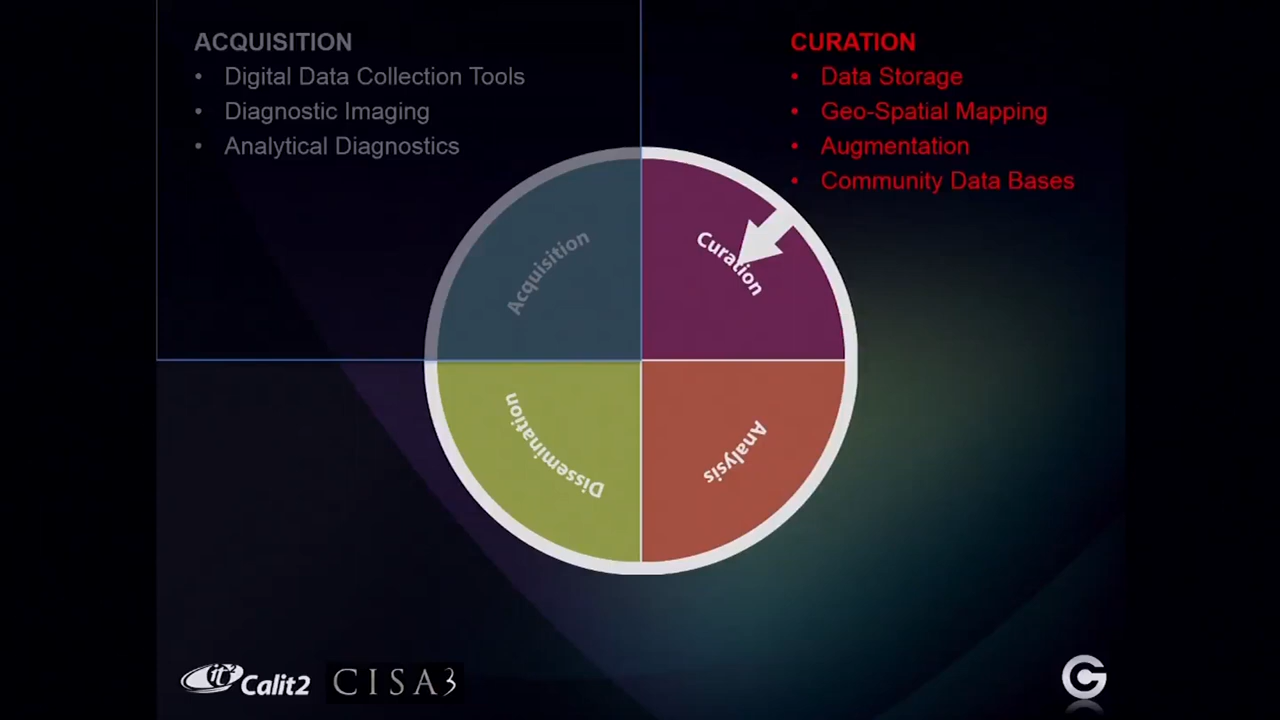 ACQUISITION
• Digital Data Collection Tools
• Diagnostic Imaging
• Analytical Diagnostics
CURATION
• Data Storage
• Geo-Spatial Mapping
• Augmentation
• Community Data Bases
Acquisition
Curation
Dissemination
Analysis
it2 Calit2
CISA3
G